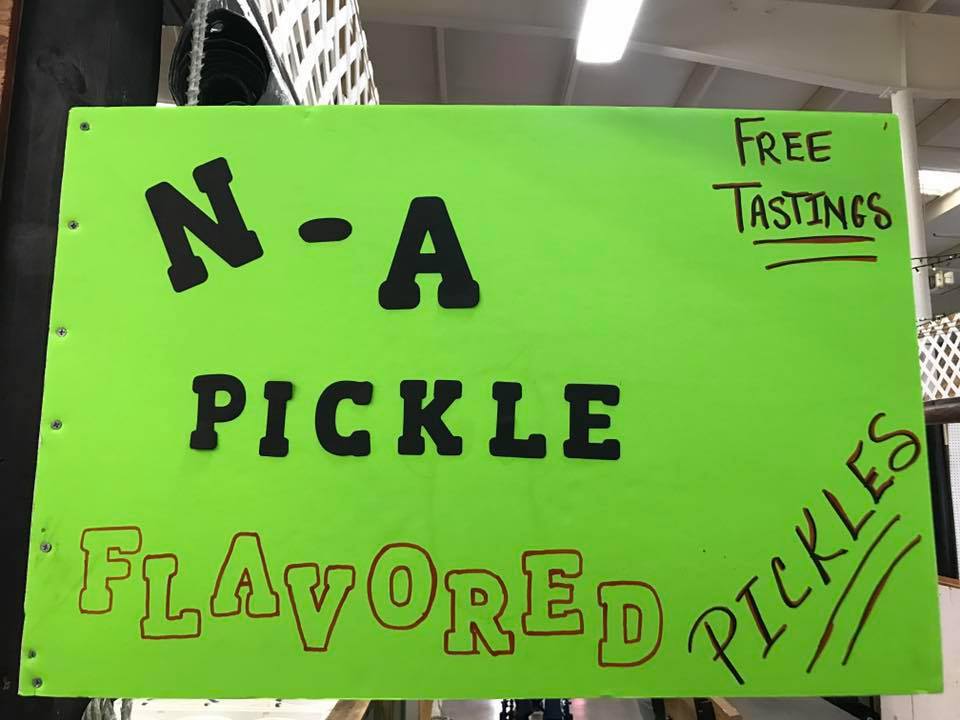 N-A
PICKLE
FLAVORED
PICKLES
FREE
TASTINGS